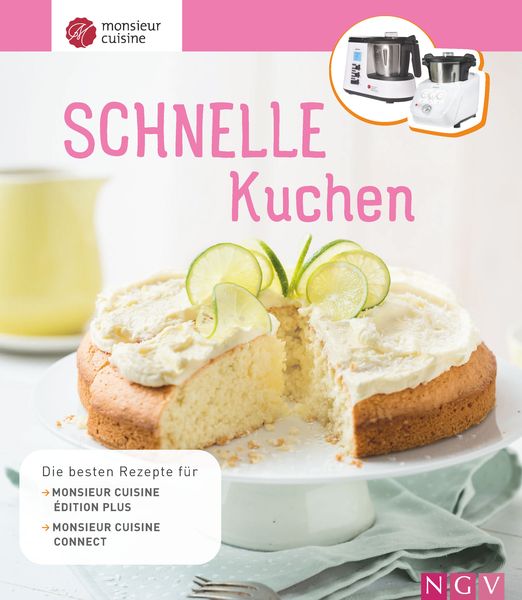 monsieur
cuisine
SCHNELLE
Kuchen
Die besten Rezepte für
→ MONSIEUR CUISINE
ÉDITION PLUS
→ MONSIEUR CUISINE
CONNECT
NGV